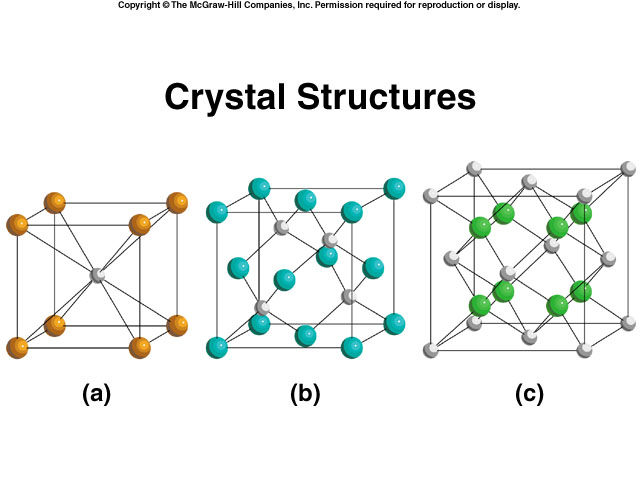 Copyright © The McGraw-Hill Companies, Inc. Permission required for reproduction or display.
Crystal Structures
(a) (b) (c)